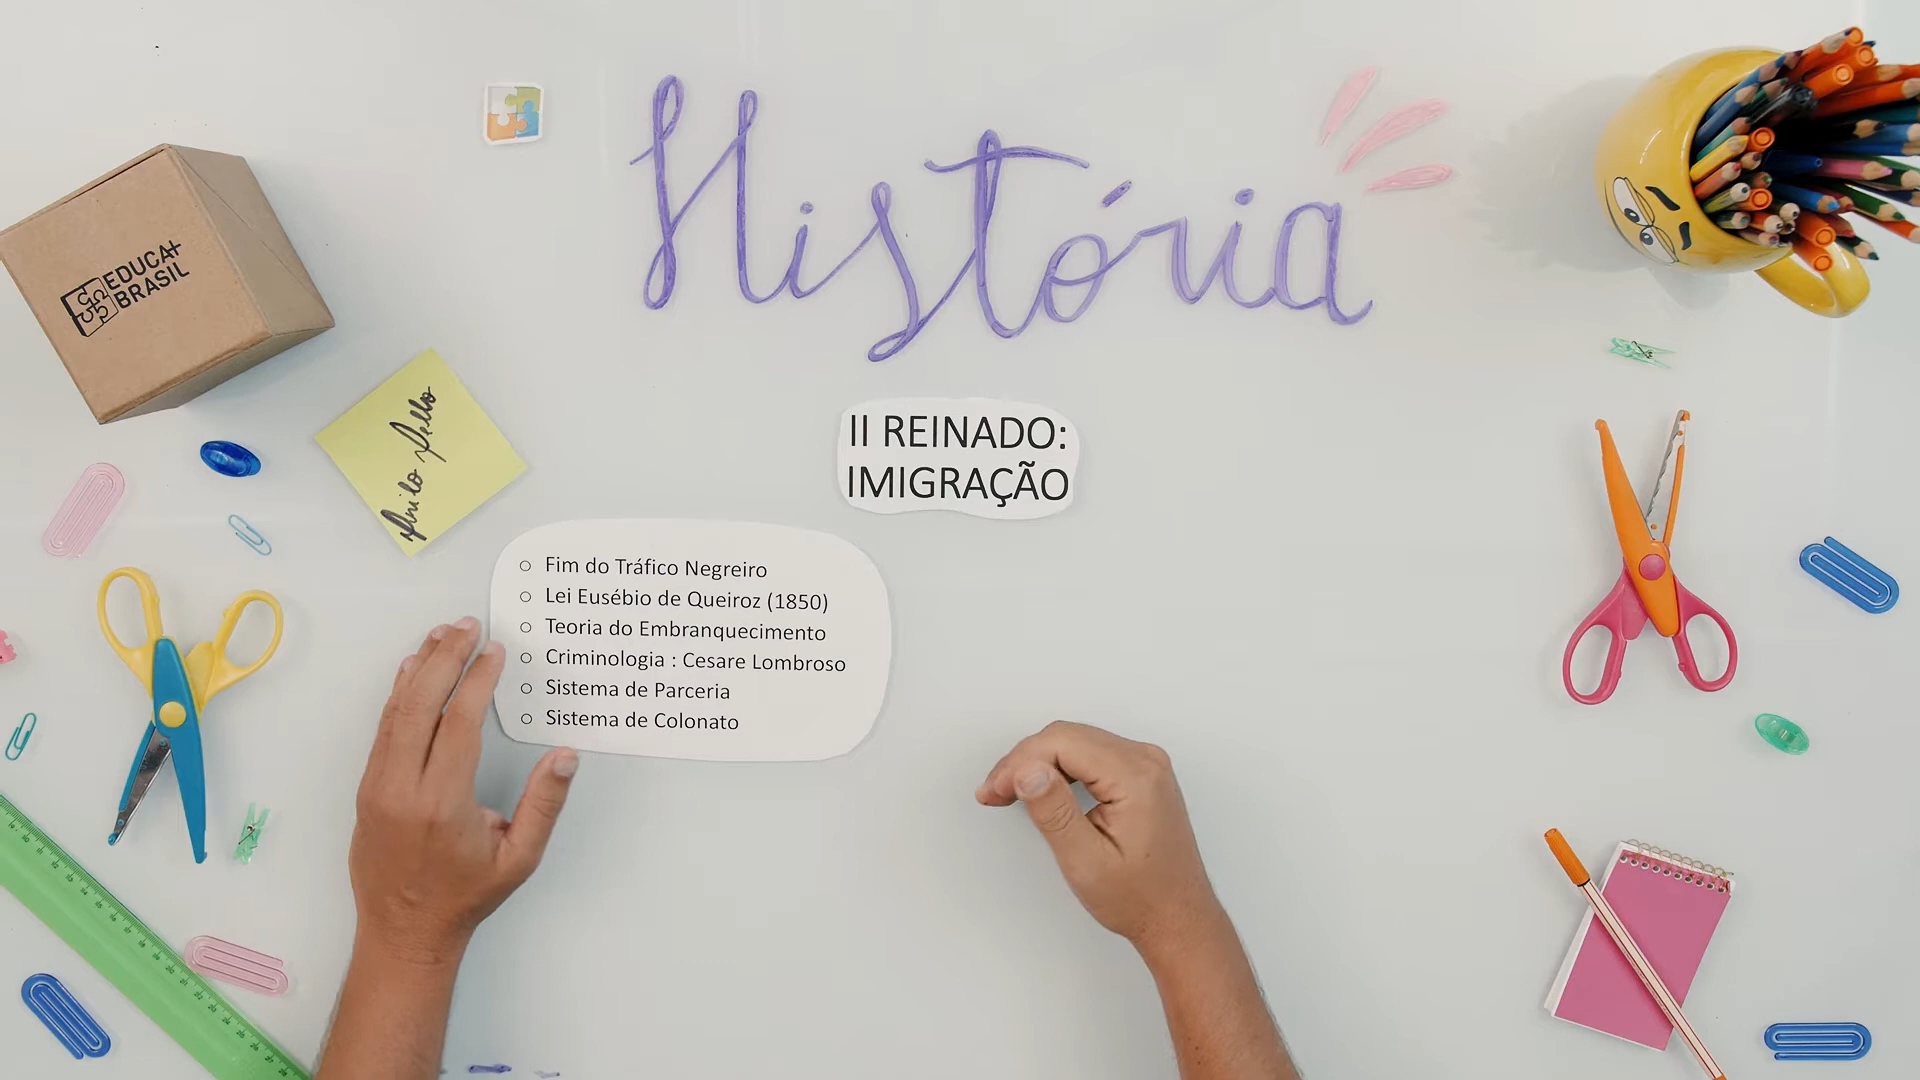 História
EDUCA+
BRASIL
II REINADO:
IMIGRAÇÃO
○ Fim do Tráfico Negreiro
○ Lei Eusébio de Queiroz (1850)
○ Teoria do Embranquecimento
○ Criminologia : Cesare Lombroso
○ Sistema de Parceria
○ Sistema de Colonato